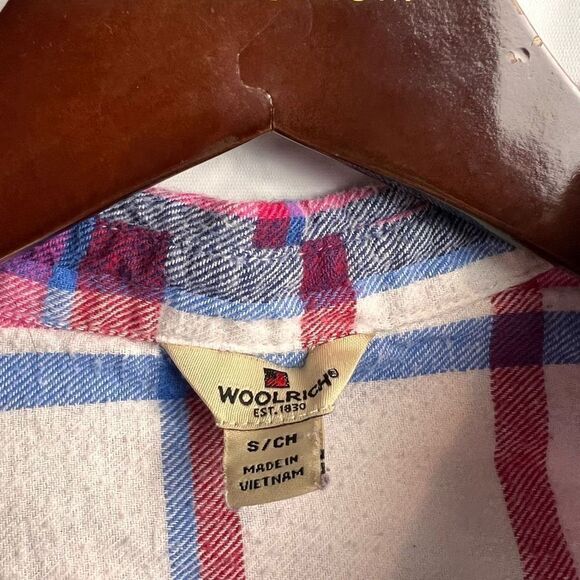 WOOLRICH®
EST. 1830
S/CH
MADE IN
VIETNAM